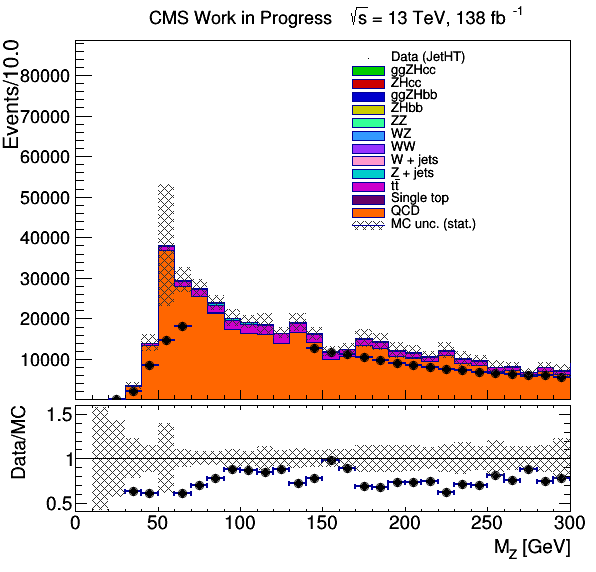 CMS Work in Progress √s = 13 TeV, 138 fb -1
Events/10.0
80000
70000
60000
50000
40000
30000
20000
10000
Data (JetHT)
ggZHcc
ZHcc
ggZHbb
ZHbb
ZZ
WZ
WW
W + jets
Z + jets
tt̄
Single top
QCD
MC unc. (stat.)
Data/MC
1.5
1
0.5
0 50 100 150 200 250 300
M_Z [GeV]